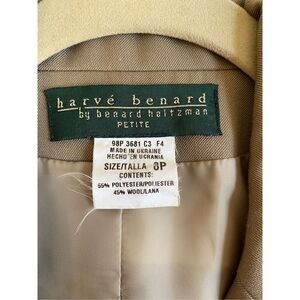 harvé benard
by benard holtzman
PETITE
98P 3681 C3 F4
MADE IN UKRAINE
HECHO EN UCRANIA
SIZE/TALLA 8P
CONTENTS:
55% POLYESTER/POLIESTER
45% WOOL/LANA